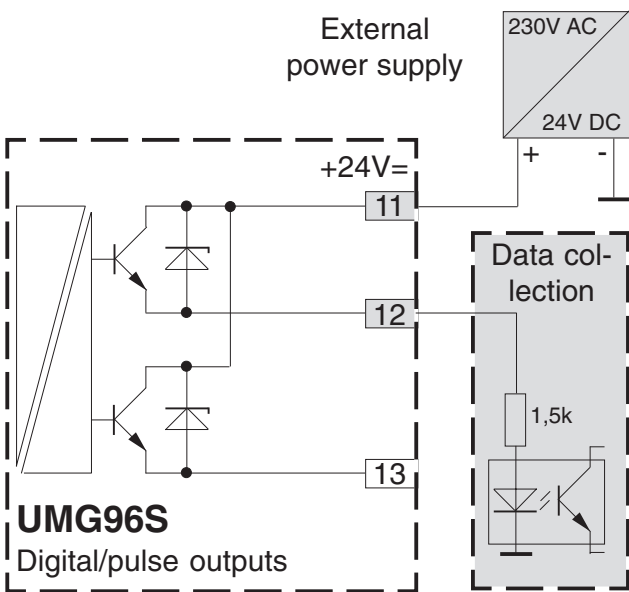 External
power supply
230V AC
24V DC
+
-
+24V=
11
12
13
Data col-
lection
1,5k
UMG96S
Digital/pulse outputs